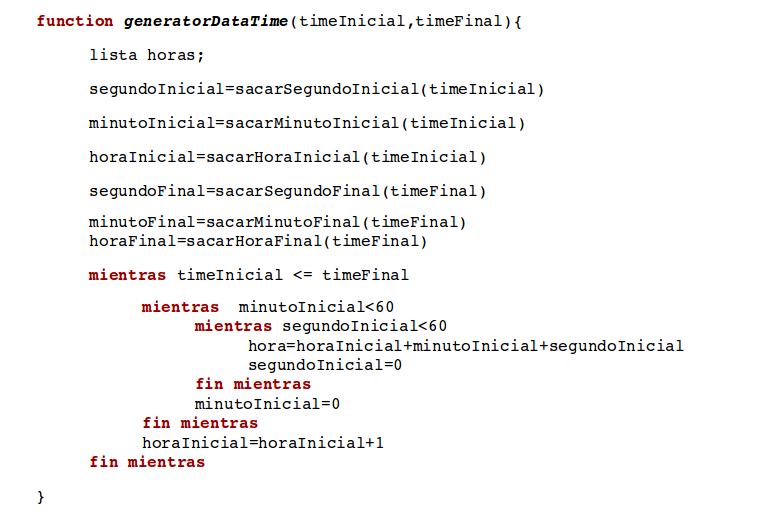 function generatorDataTime(timeInicial,timeFinal){
lista horas;
segundoInicial=sacarSegundoInicial(timeInicial)
minutoInicial=sacarMinutoInicial(timeInicial)
horaInicial=sacarHoraInicial(timeInicial)
segundoFinal=sacarSegundoFinal(timeFinal)
minutoFinal=sacarMinutoFinal(timeFinal)
horaFinal=sacarHoraFinal(timeFinal)
mientras timeInicial <= timeFinal
mientras  minutoInicial<60
mientras segundoInicial<60
hora=horaInicial+minutoInicial+segundoInicial
segundoInicial=0
fin mientras
minutoInicial=0
fin mientras
horaInicial=horaInicial+1
fin mientras
}